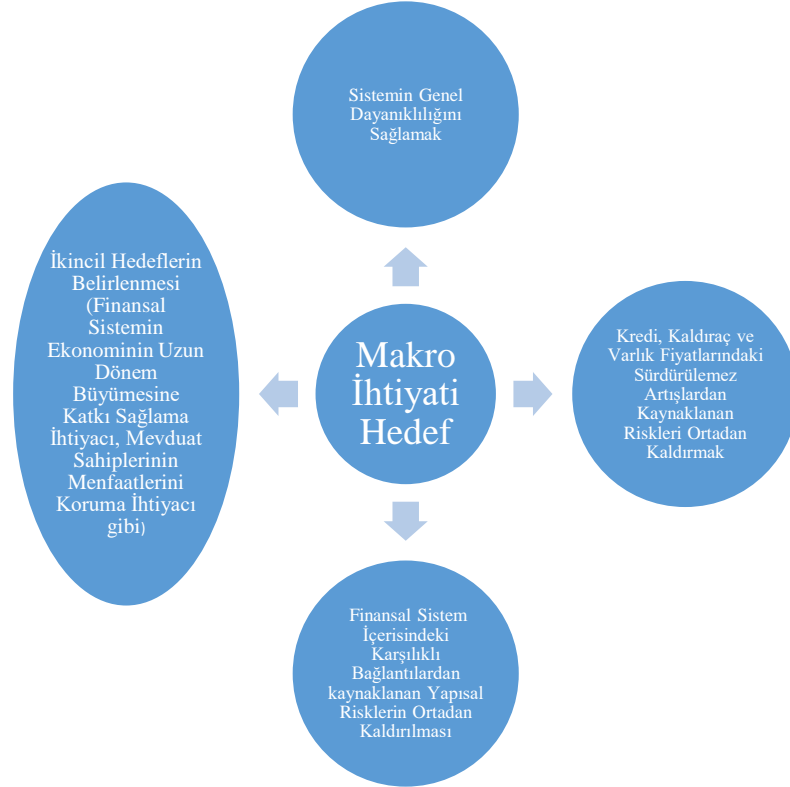 Sistemin Genel
Dayanıklılığını
Sağlamak
İkincil Hedeflerin
Belirlenmesi
(Finansal
Sistemin
Ekonominin Uzun
Dönem
Büyümesine
Katkı Sağlama
İhtiyacı, Mevduat
Sahiplerinin
Menfaatlerini
Koruma İhtiyacı
gibi)
Makro
İhtiyati
Hedef
Kredi, Kaldıraç ve
Varlık Fiyatlarındaki
Sürdürülemez
Artışlardan
Kaynaklanan
Riskleri Ortadan
Kaldırmak
Finansal Sistem
İçerisindeki
Karşılıklı
Bağlantılardan
kaynaklanan Yapısal
Risklerin Ortadan
Kaldırılması